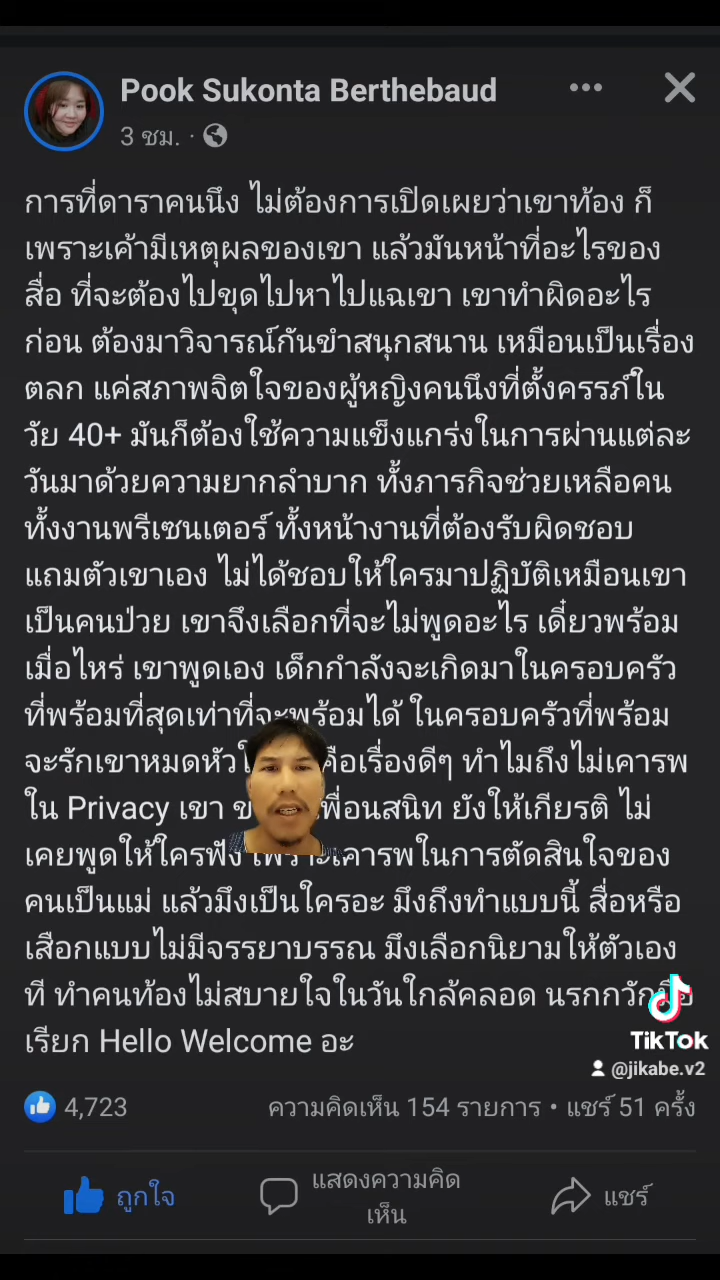 Pook Sukonta Berthebaud
3 ชม. ·
การที่ดาราคนนึง ไม่ต้องการเปิดเผยว่าเขาท้อง ก็
เพราะเค้ามีเหตุผลของเขา แล้วมันหน้าที่อะไรของ
สื่อ ที่จะต้องไปขุดไปหาไปแฉเขา เขาทำผิดอะไร
ก่อน ต้องมาวิจารณ์กันขำสนุกสนาน เหมือนเป็นเรื่อง
ตลก แค่สภาพจิตใจของผู้หญิงคนนึงที่ตั้งครรภ์ใน
วัย 40+ มันก็ต้องใช้ความแข็งแกร่งในการผ่านแต่ละ
วันมาด้วยความยากลำบาก ทั้งภารกิจช่วยเหลือคน
ทั้งงานพรีเซนเตอร์ ทั้งหน้างานที่ต้องรับผิดชอบ
แถมตัวเขาเอง ไม่ได้ชอบให้ใครมาปฏิบัติเหมือนเขา
เป็นคนป่วย เขาจึงเลือกที่จะไม่พูดอะไร เดี๋ยวพร้อม
เมื่อไหร่ เขาพูดเอง เด็กกำลังจะเกิดมาในครอบครัว
ที่พร้อมที่สุดเท่าที่จะพร้อมได้ ในครอบครัวที่พร้อม
จะรักเขาหมดหัว คือเรื่องดีๆ ทำไมถึงไม่เคารพ
ใน Privacy เขา เพื่อนสนิท ยังให้เกียรติ ไม่
เคยพูดให้ใครฟัง เพราะเคารพในการตัดสินใจของ
คนเป็นแม่ แล้วมึงเป็นใครอะ มึงถึงทำแบบนี้ สื่อหรือ
เสือกแบบไม่มีจรรยาบรรณ มึงเลือกนิยามให้ตัวเอง
ที ทำคนท้องไม่สบายใจในวันใกล้คลอด นรกกวักมือ
เรียก Hello Welcome อะ
TikTok
@jikabe.v2
4,723
ความคิดเห็น 154 รายการ • แชร์ 51 ครั้ง
ถูกใจ
แสดงความคิด
เห็น
แชร์